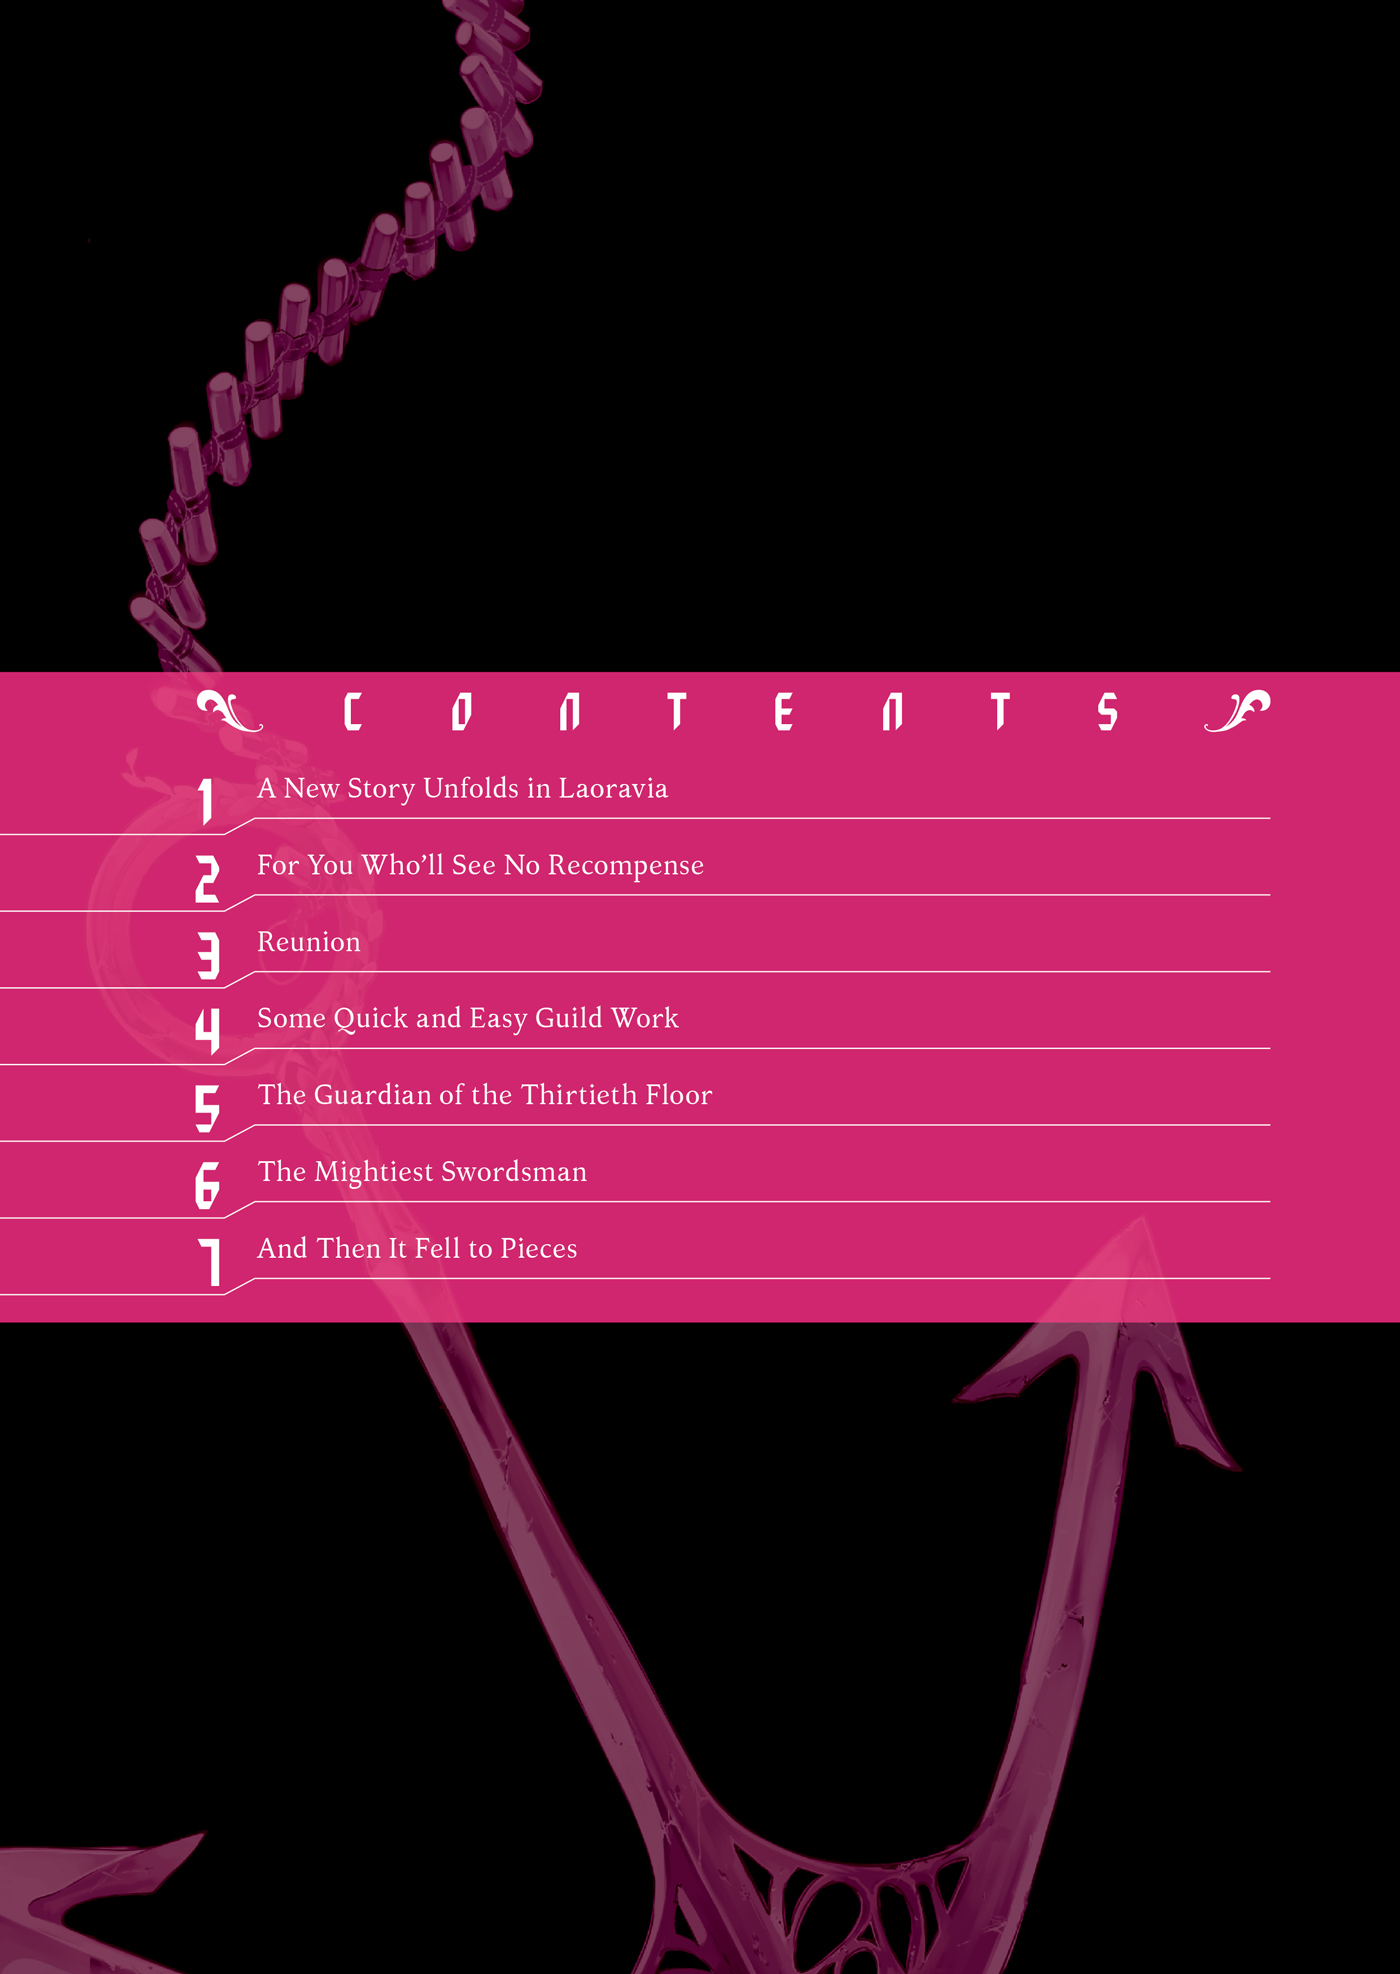 CONTENTS
1 A New Story Unfolds in Laoravia
2 For You Who’ll See No Recompense
3 Reunion
4 Some Quick and Easy Guild Work
5 The Guardian of the Thirtieth Floor
6 The Mightiest Swordsman
7 And Then It Fell to Pieces